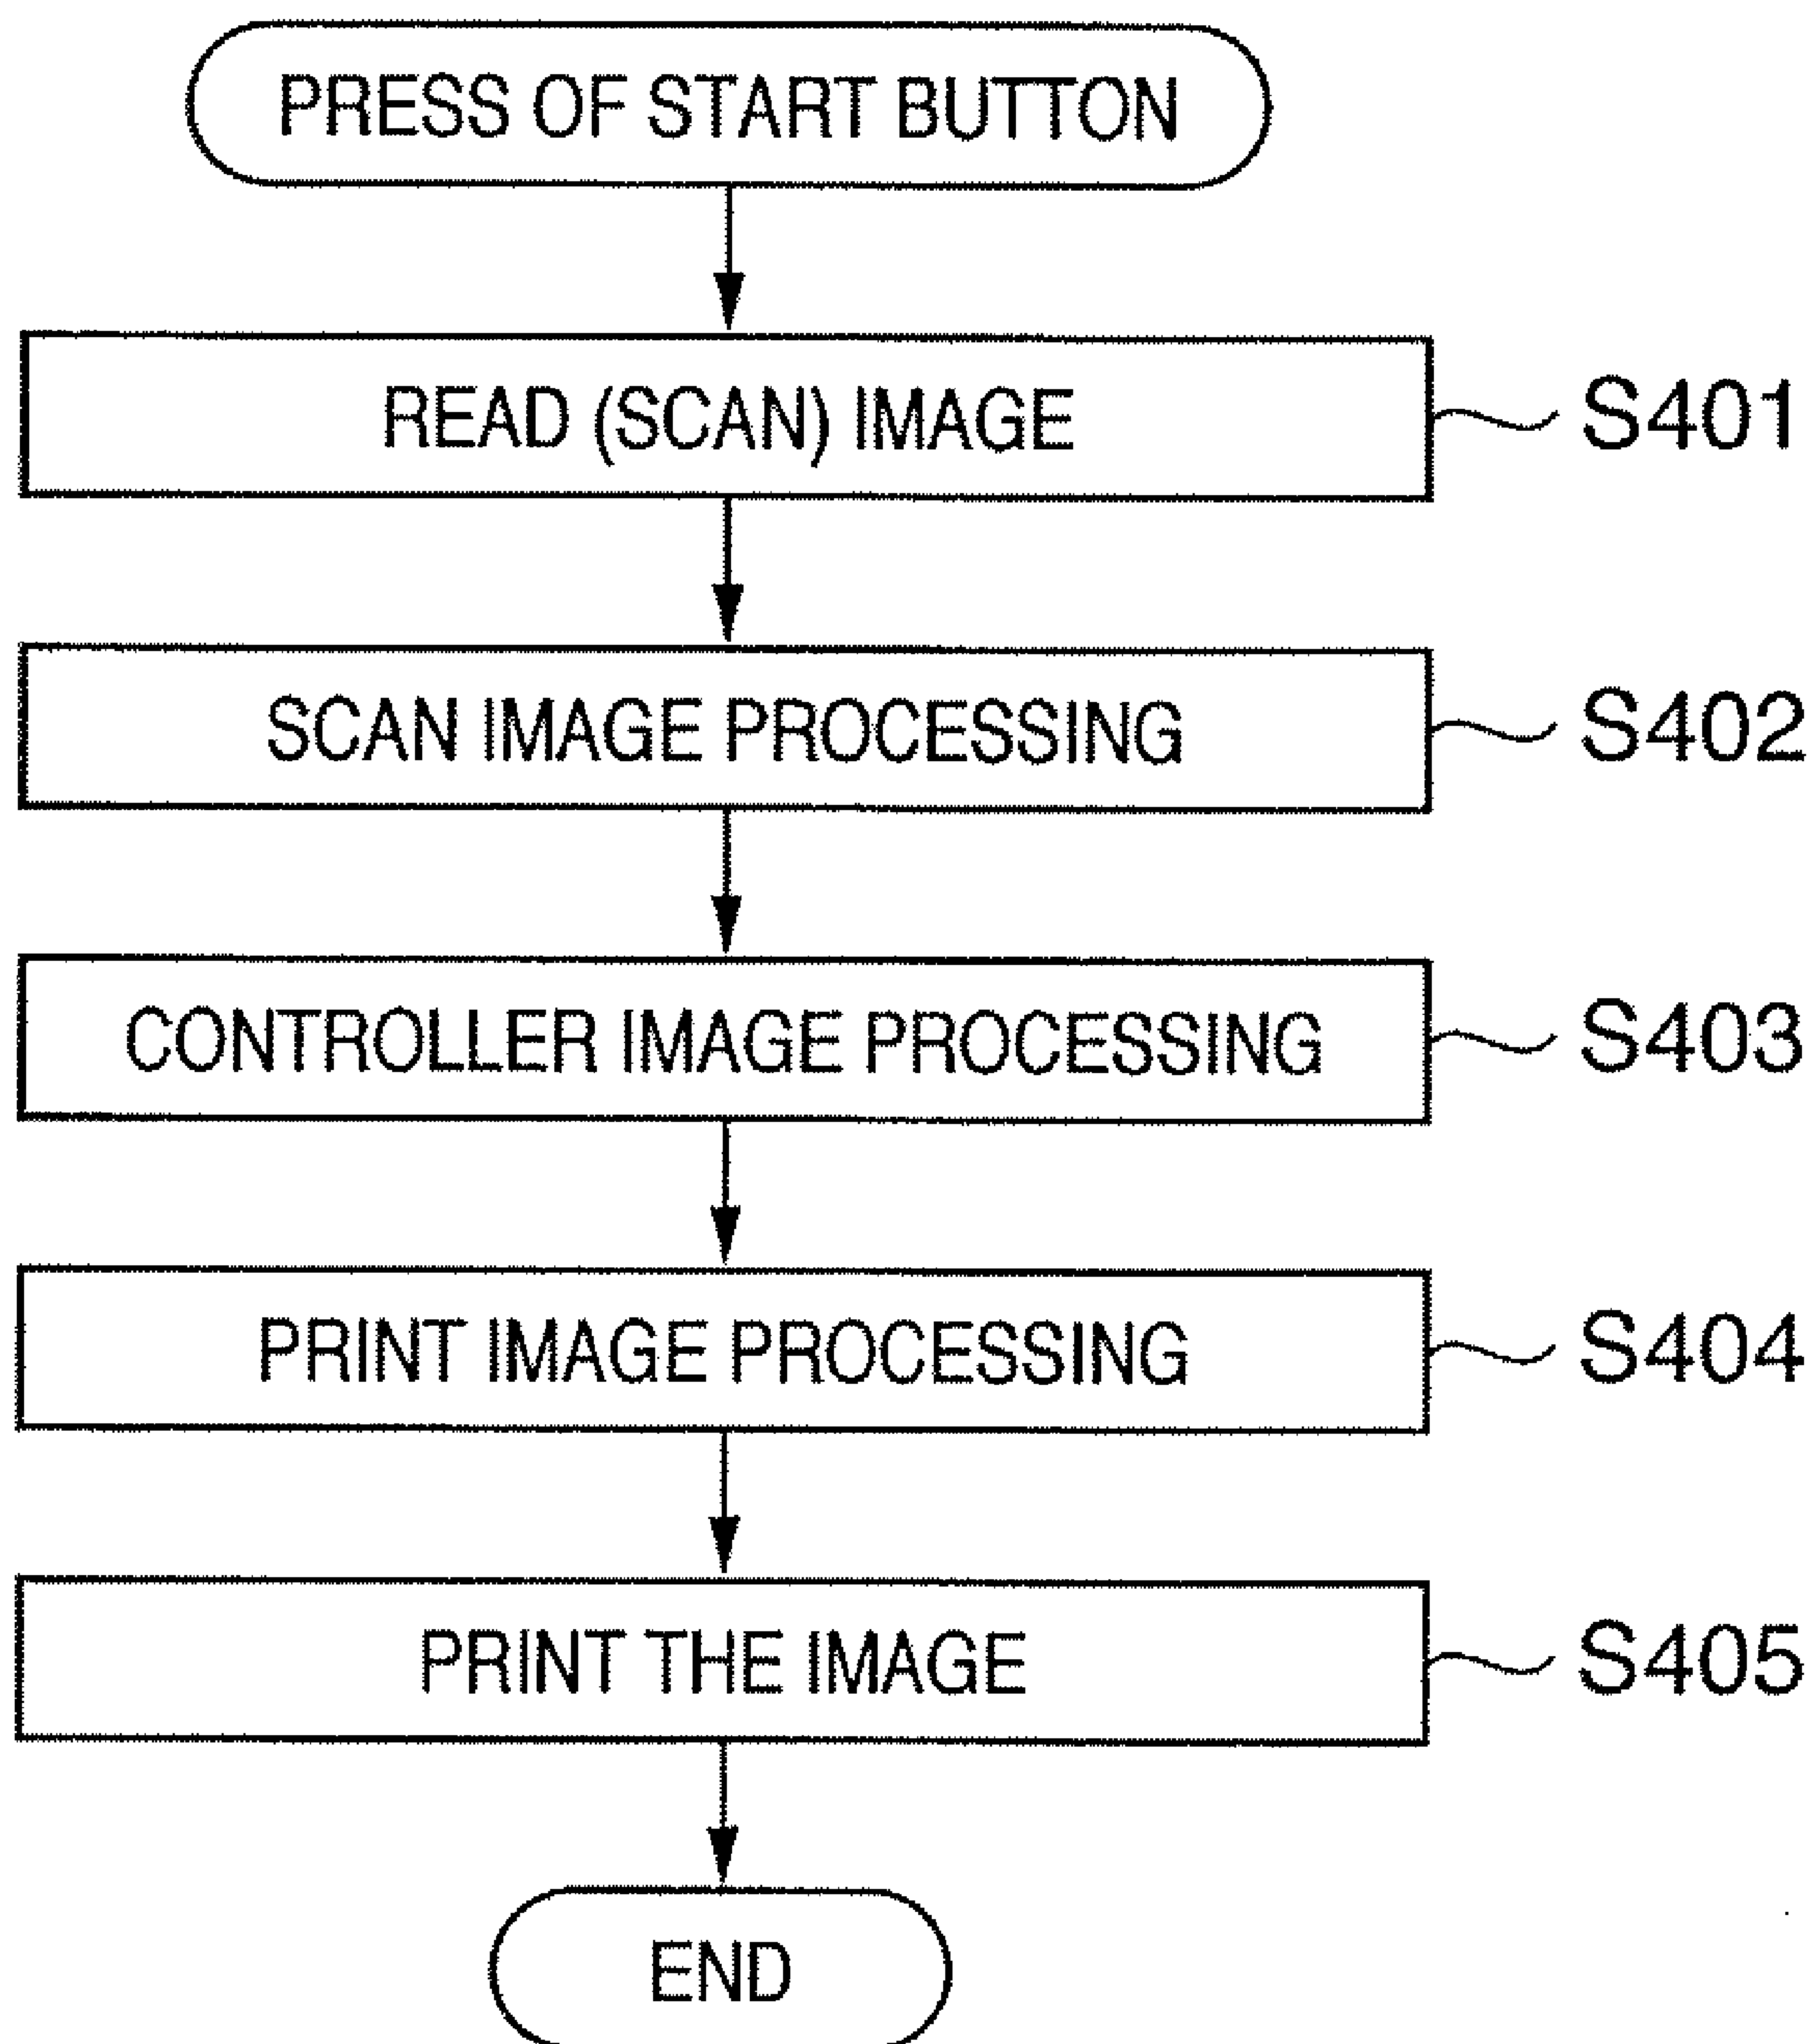 PRESS OF START BUTTON
READ (SCAN) IMAGE S401
SCAN IMAGE PROCESSING S402
CONTROLLER IMAGE PROCESSING S403
PRINT IMAGE PROCESSING S404
PRINT THE IMAGE S405
END